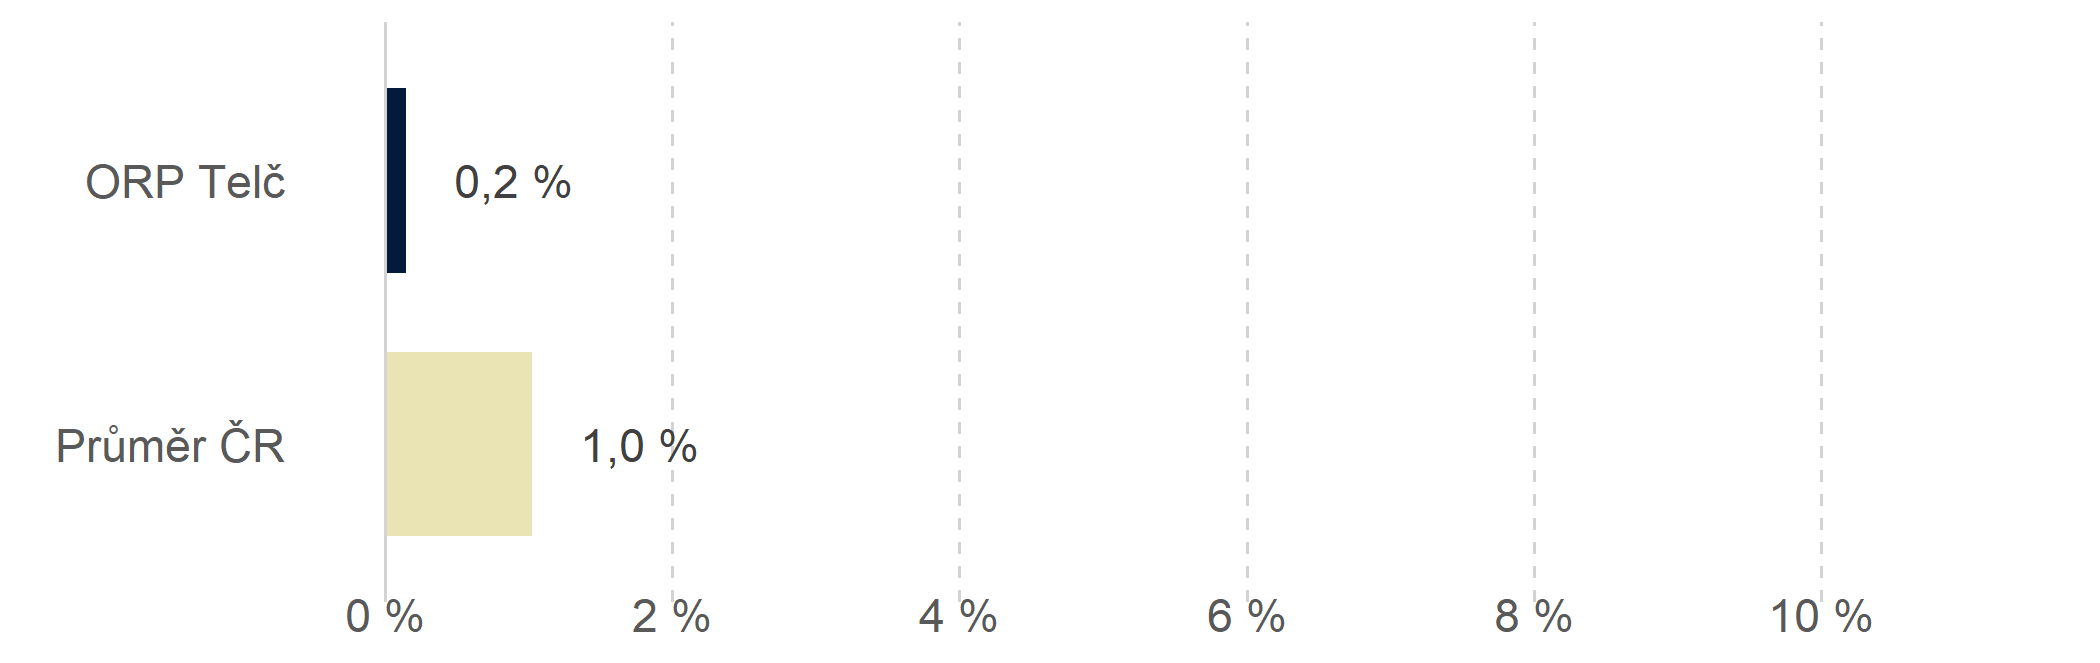 ORP Telč 0,2 %
Průměr ČR 1,0 %
0 % 2 % 4 % 6 % 8 % 10 %